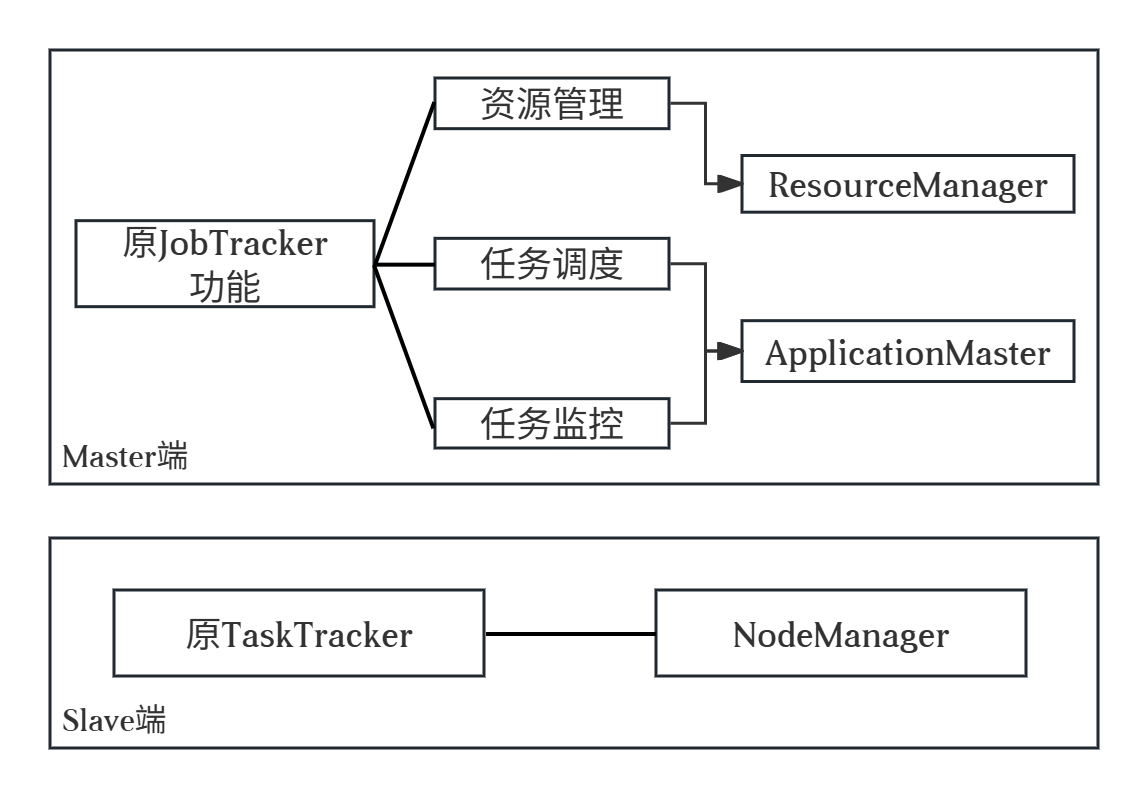 资源管理
ResourceManager
原JobTracker
功能
任务调度
ApplicationMaster
任务监控
Master端
原TaskTracker
NodeManager
Slave端